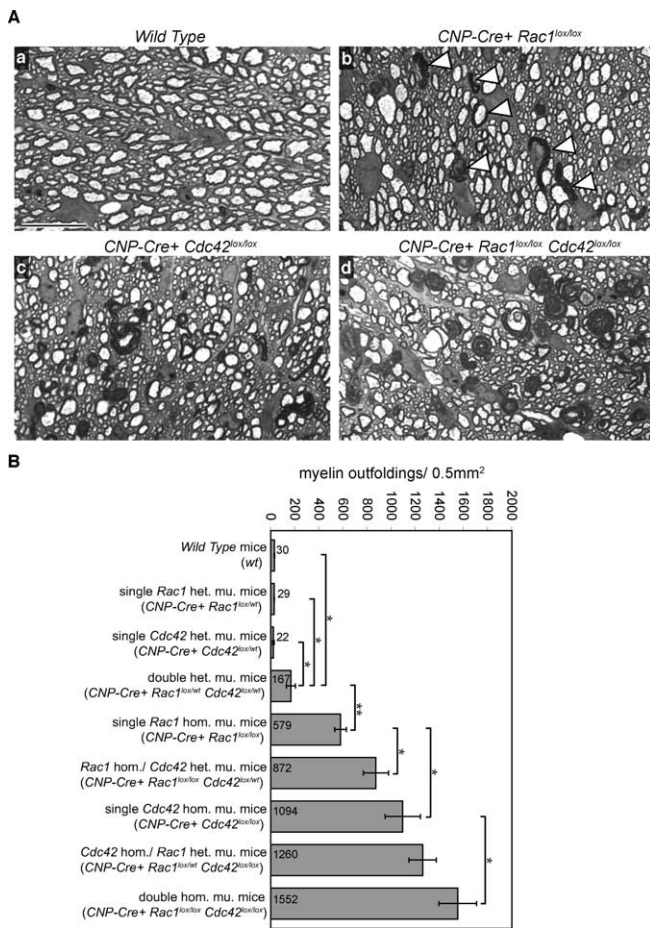 A
Wild Type
CNP-Cre+ Rac1lox/lox
a
b
CNP-Cre+ Cdc42lox/lox
CNP-Cre+ Rac1lox/lox Cdc42lox/lox
c
d
B
myelin outfoldings/ 0.5mm2
0
200
400
600
800
1000
1200
1400
1600
1800
2000
Wild Type mice
(wt)
30
single Rac1 het. mu. mice
(CNP-Cre+ Rac1lox/wt)
29
single Cdc42 het. mu. mice
(CNP-Cre+ Cdc42lox/wt)
22
double het. mu. mice
(CNP-Cre+ Rac1lox/wt Cdc42lox/wt)
167
single Rac1 hom. mu. mice
(CNP-Cre+ Rac1lox/lox)
579
Rac1 hom./ Cdc42 het. mu. mice
(CNP-Cre+ Rac1lox/lox Cdc42lox/wt)
872
single Cdc42 hom. mu. mice
(CNP-Cre+ Cdc42lox/lox)
1094
Cdc42 hom./ Rac1 het. mu. mice
(CNP-Cre+ Rac1lox/wt Cdc42lox/lox)
1260
double hom. mu. mice
(CNP-Cre+ Rac1lox/lox Cdc42lox/lox)
1552
*
*
*
**
*
*
*